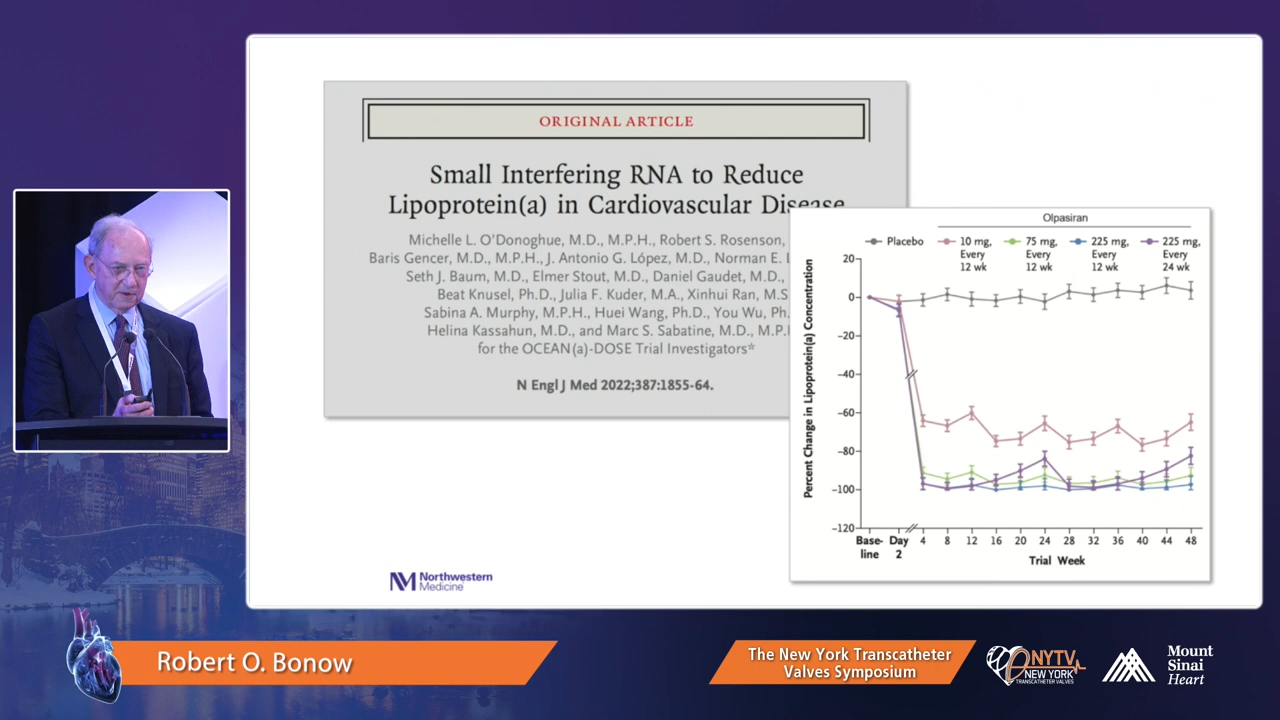 ORIGINAL ARTICLE
Small Interfering RNA to Reduce
Lipoprotein(a) in Cardiovascular Disease
Michelle L. O'Donoghue, M.D., M.P.H., Robert S. Rosenson,
Baris Gencer, M.D., M.P.H., J. Antonio G. López, M.D., Norman E.
Seth J. Baum, M.D., Elmer Stout, M.D., Daniel Gaudet, M.D.,
Beat Knusel, Ph.D., Julia F. Kuder, M.A., Xinhui Ran, M.S
Sabina A. Murphy, M.P.H., Huei Wang, Ph.D., You Wu, Ph.
Helina Kassahun, M.D., and Marc S. Sabatine, M.D., M.P.
for the OCEAN(a)-DOSE Trial Investigators*
N Engl J Med 2022;387:1855-64.
Olpasiran
Placebo
10 mg,
Every
12 wk
75 mg,
Every
12 wk
225 mg,
Every
12 wk
225 mg,
Every
24 wk
Percent Change in Lipoprotein(a) Concentration
20
0
−20
−40
−60
−80
−100
−120
Base-
line
Day
2
4 8 12 16 20 24 28 32 36 40 44 48
Trial Week
NM Northwestern
Medicine
Robert O. Bonow
The New York Transcatheter
Valves Symposium
NYTV
NEW YORK
TRANSCATHETER VALVES
Mount
Sinai
Heart